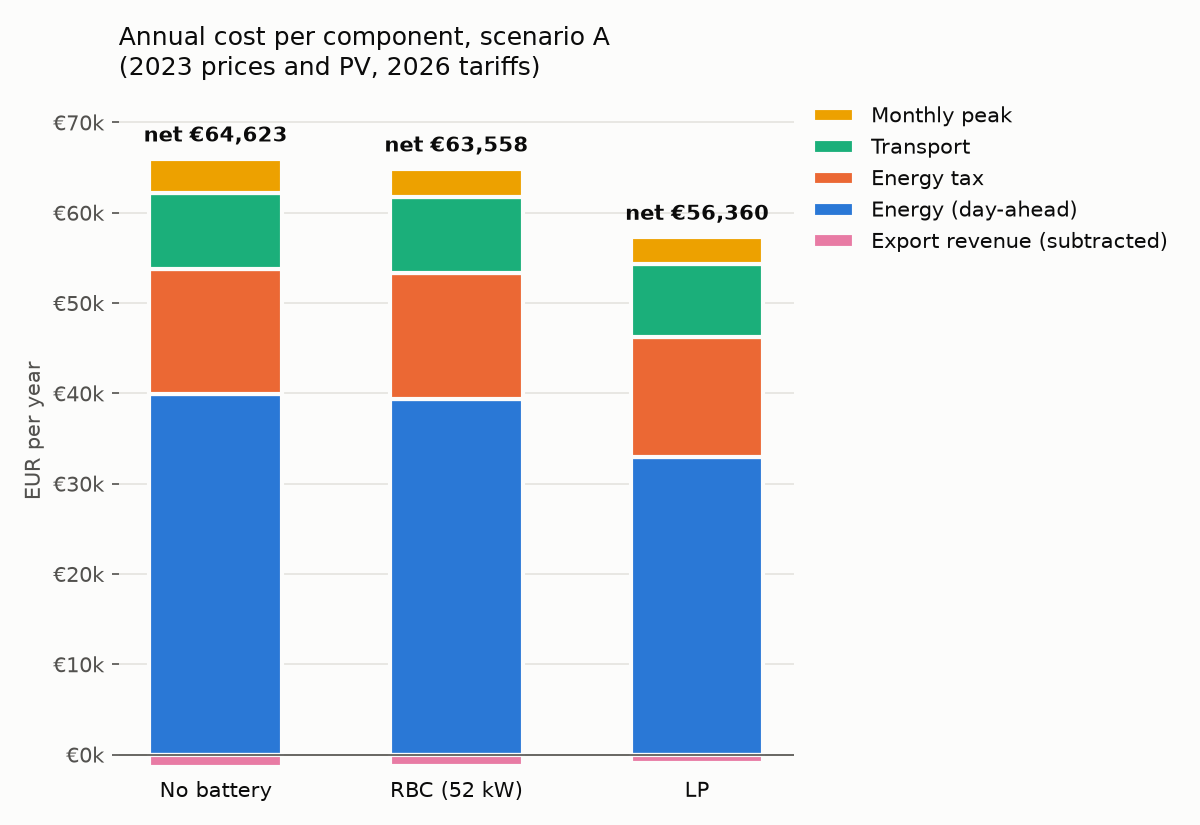 Annual cost per component, scenario A
(2023 prices and PV, 2026 tariffs)
Monthly peak
Transport
Energy tax
Energy (day-ahead)
Export revenue (subtracted)
EUR per year
€70k
€60k
€50k
€40k
€30k
€20k
€10k
€0k
net €64,623
net €63,558
net €56,360
No battery
RBC (52 kW)
LP